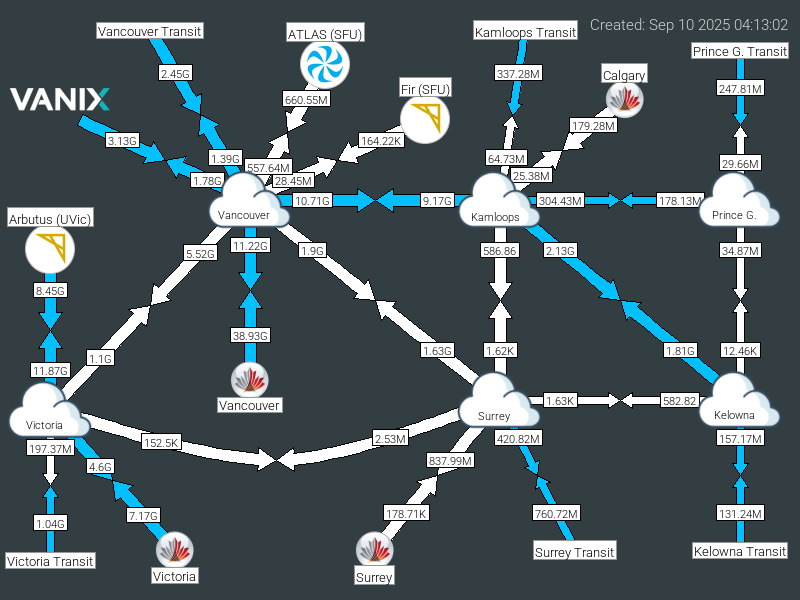 Created: Sep 10 2025 04:13:02
Vancouver Transit
ATLAS (SFU)
Kamloops Transit
Prince G. Transit
2.45G
337.28M
Calgary
247.81M
Fir (SFU)
VANIX
660.55M
179.28M
3.13G
164.22K
1.39G
557.64M
64.73M
29.66M
1.78G
28.45M
25.38M
10.71G
9.17G
304.43M
178.13M
Vancouver
Kamloops
Prince G.
Arbutus (UVic)
5.52G
11.22G
1.9G
586.86
2.13G
34.87M
8.45G
38.93G
1.1G
1.63G
1.62K
1.81G
12.46K
11.87G
Vancouver
1.63K
582.82
Victoria
Surrey
Kelowna
152.5K
2.53M
420.82M
157.17M
197.37M
4.6G
837.99M
1.04G
7.17G
178.71K
760.72M
131.24M
Victoria Transit
Victoria
Surrey
Surrey Transit
Kelowna Transit